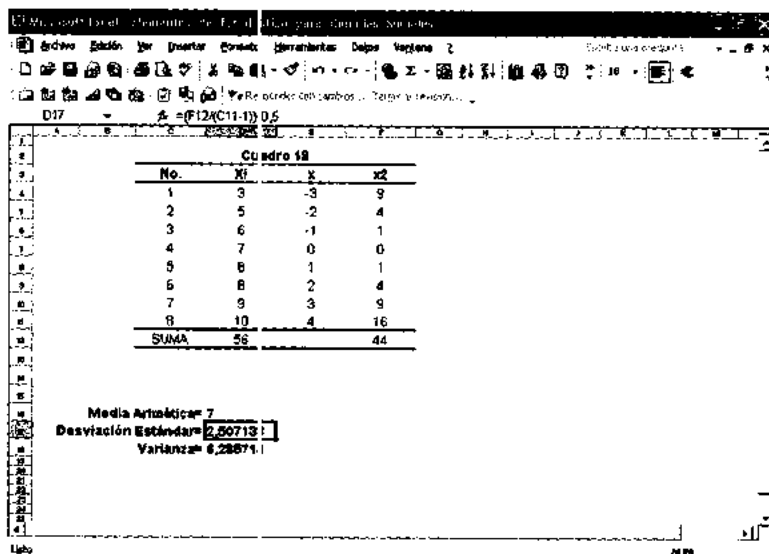 Archivo Edición Ver Insertar Formato Herramientas Datos Ventana ?
D17 =(F12/(C11-1)) 0,5
Cuadro 18
No. Xi x x2
1 3 -3 9
2 5 -2 4
3 6 -1 1
4 7 0 0
5 8 1 1
6 8 2 4
7 9 3 9
8 10 4 16
SUMA 56 44
Media Aritmética= 7
Desviación Estándar= 2,50713
Varianza= 6,28571
Listo
NUM